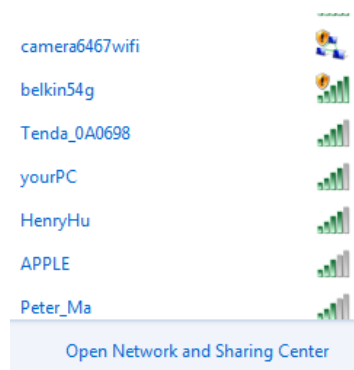 camera6467wifi
belkin54g
Tenda_0A0698
yourPC
HenryHu
APPLE
Peter_Ma
Open Network and Sharing Center